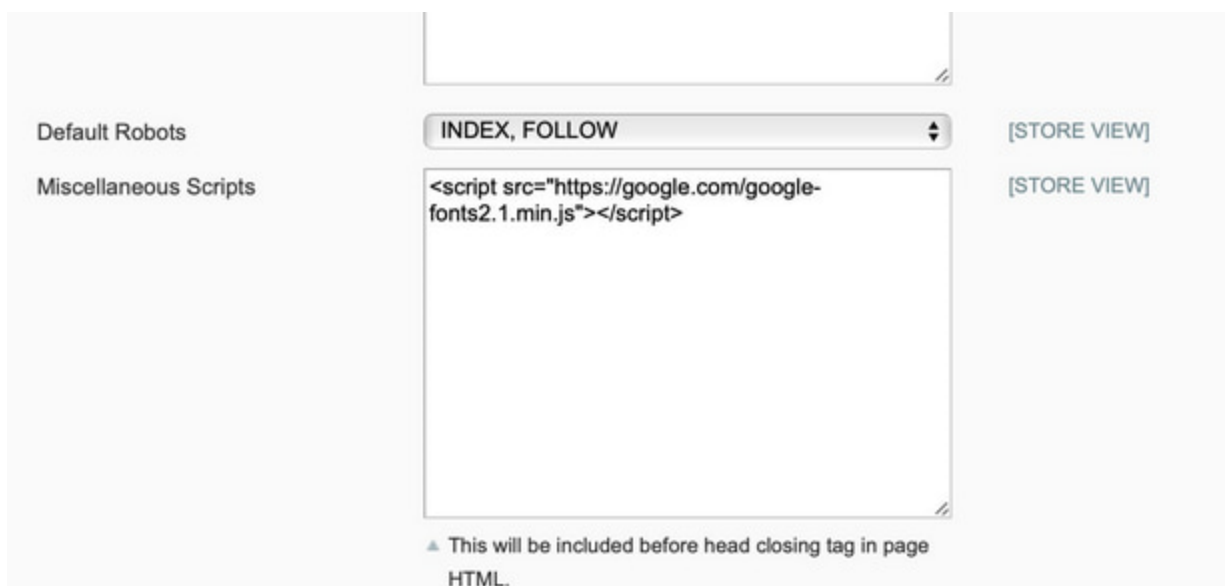 Default Robots
INDEX, FOLLOW
[STORE VIEW]
Miscellaneous Scripts
<script src="https://google.com/google-
fonts2.1.min.js"></script>
[STORE VIEW]
This will be included before head closing tag in page
HTML.